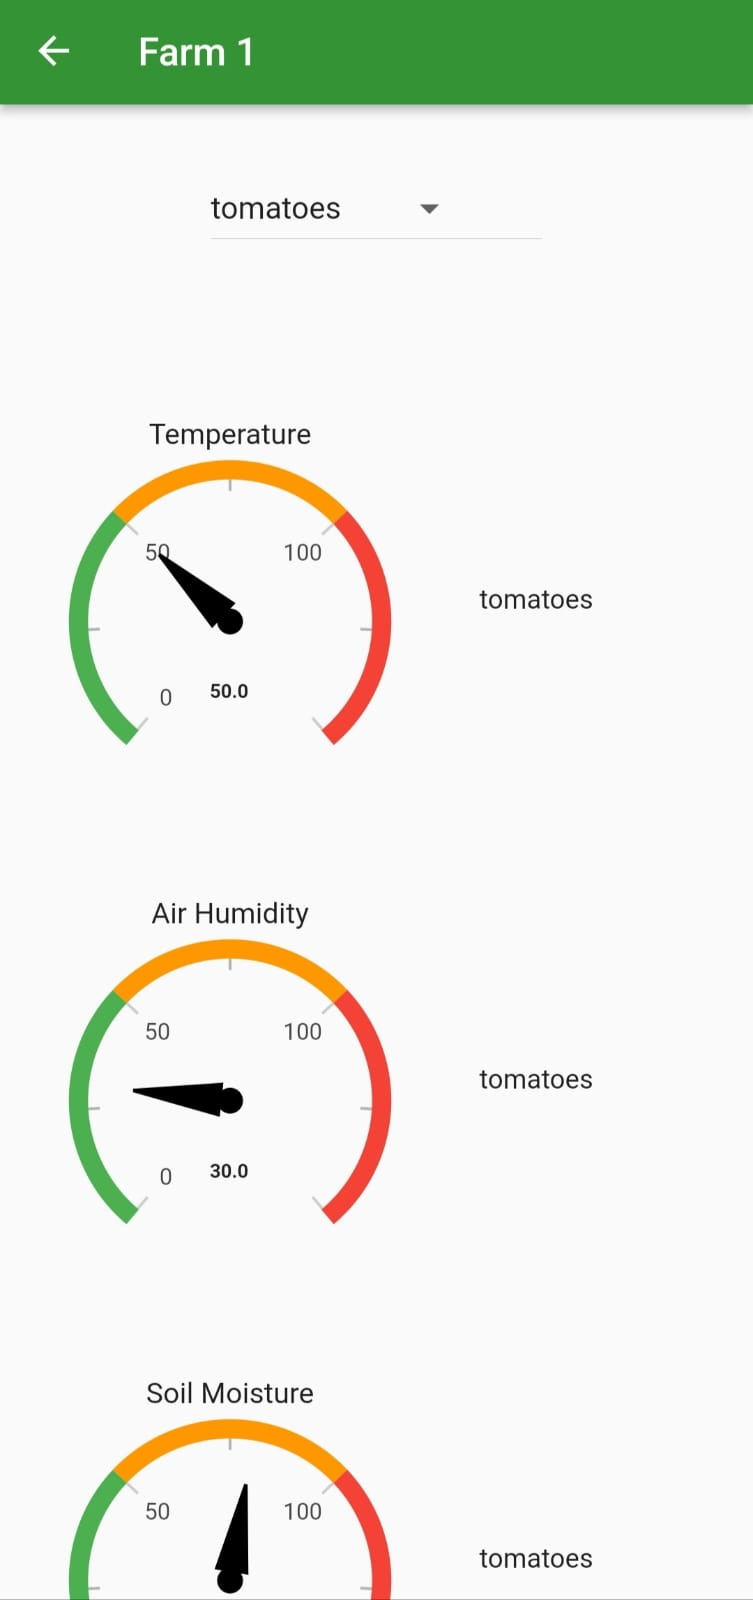 Farm 1
tomatoes
Temperature
50 100
tomatoes
0 50.0
Air Humidity
50 100
tomatoes
0 30.0
Soil Moisture
50 100
tomatoes